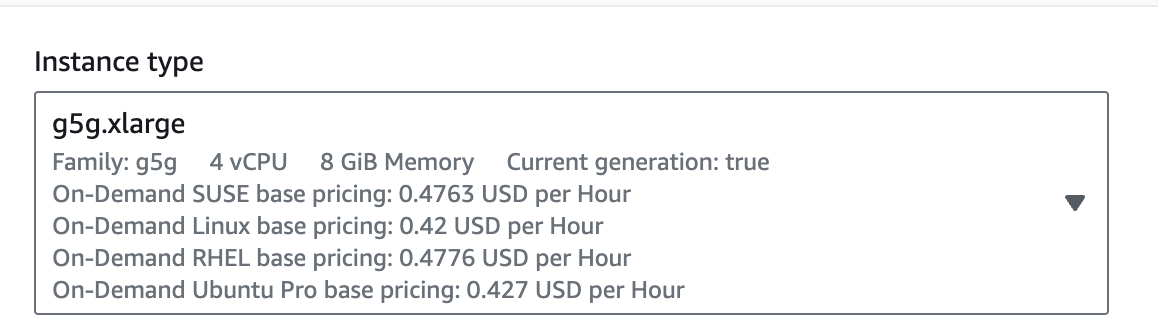 Instance type
g5g.xlarge
Family: g5g 4 vCPU 8 GiB Memory Current generation: true
On-Demand SUSE base pricing: 0.4763 USD per Hour
On-Demand Linux base pricing: 0.42 USD per Hour
On-Demand RHEL base pricing: 0.4776 USD per Hour
On-Demand Ubuntu Pro base pricing: 0.427 USD per Hour